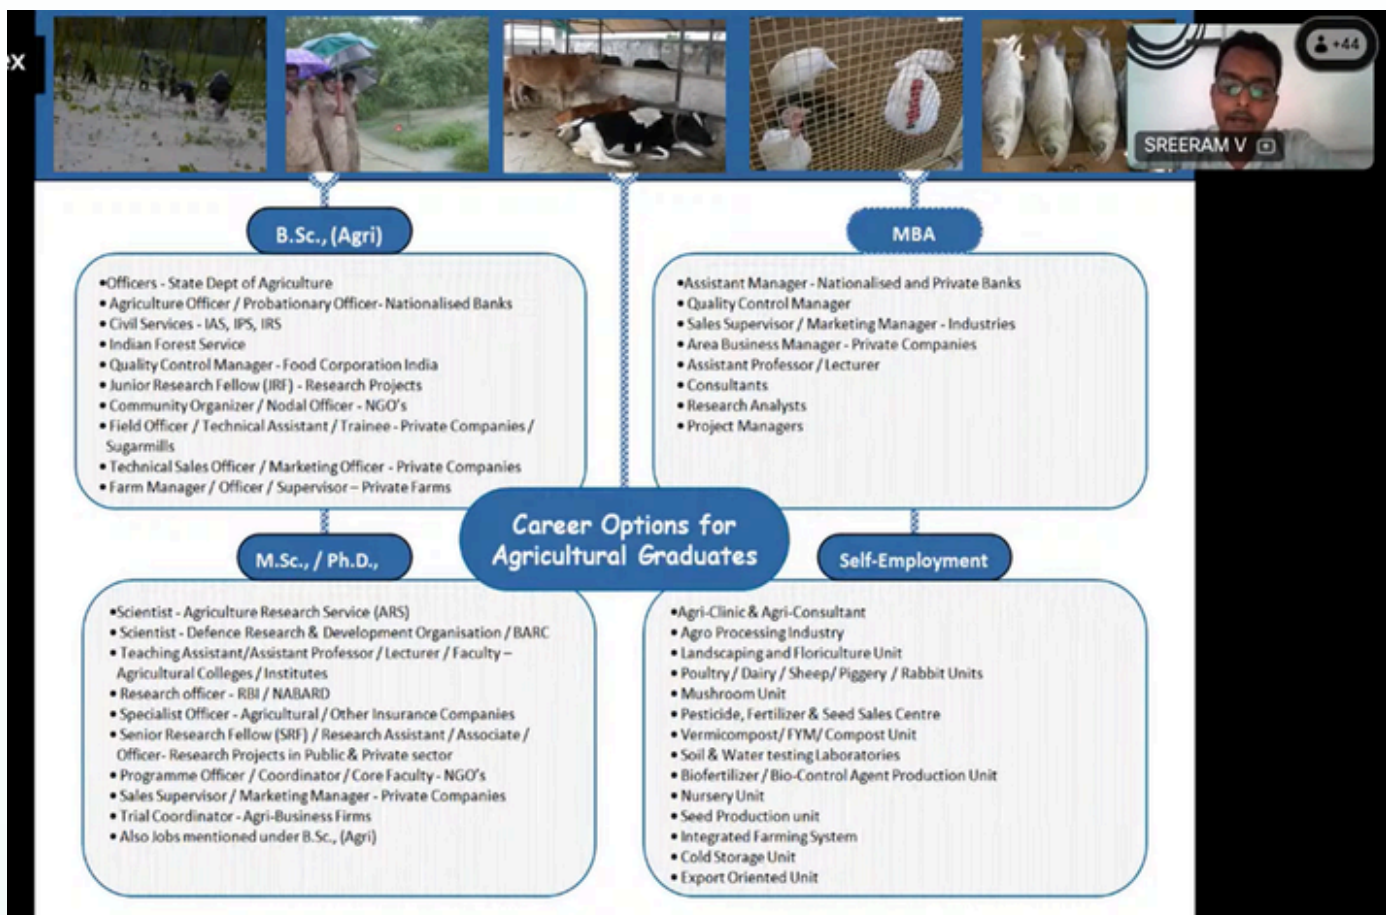 ex
+44
SREERAM V
B.Sc., (Agri)
•Officers - State Dept of Agriculture
• Agriculture Officer / Probationary Officer- Nationalised Banks
• Civil Services - IAS, IPS, IRS
• Indian Forest Service
• Quality Control Manager - Food Corporation India
• Junior Research Fellow (JRF) - Research Projects
• Community Organizer / Nodal Officer - NGO's
• Field Officer / Technical Assistant / Trainee - Private Companies /
Sugarmills
• Technical Sales Officer / Marketing Officer - Private Companies
• Farm Manager / Officer / Supervisor – Private Farms
MBA
•Assistant Manager - Nationalised and Private Banks
• Quality Control Manager
• Sales Supervisor / Marketing Manager - Industries
• Area Business Manager - Private Companies
• Assistant Professor / Lecturer
• Consultants
• Research Analysts
• Project Managers
Career Options for
Agricultural Graduates
M.Sc., / Ph.D.,
•Scientist - Agriculture Research Service (ARS)
• Scientist - Defence Research & Development Organisation / BARC
• Teaching Assistant/Assistant Professor / Lecturer / Faculty –
Agricultural Colleges / Institutes
• Research officer - RBI / NABARD
• Specialist Officer - Agricultural / Other Insurance Companies
• Senior Research Fellow (SRF) / Research Assistant / Associate /
Officer- Research Projects in Public & Private sector
• Programme Officer / Coordinator / Core Faculty - NGO's
• Sales Supervisor / Marketing Manager - Private Companies
• Trial Coordinator - Agri-Business Firms
• Also Jobs mentioned under B.Sc., (Agri)
Self-Employment
•Agri-Clinic & Agri-Consultant
• Agro Processing Industry
• Landscaping and Floriculture Unit
• Poultry / Dairy / Sheep/ Piggery / Rabbit Units
• Mushroom Unit
• Pesticide, Fertilizer & Seed Sales Centre
• Vermicompost/ FYM/ Compost Unit
• Soil & Water testing Laboratories
• Biofertilizer / Bio-Control Agent Production Unit
• Nursery Unit
• Seed Production unit
• Integrated Farming System
• Cold Storage Unit
• Export Oriented Unit